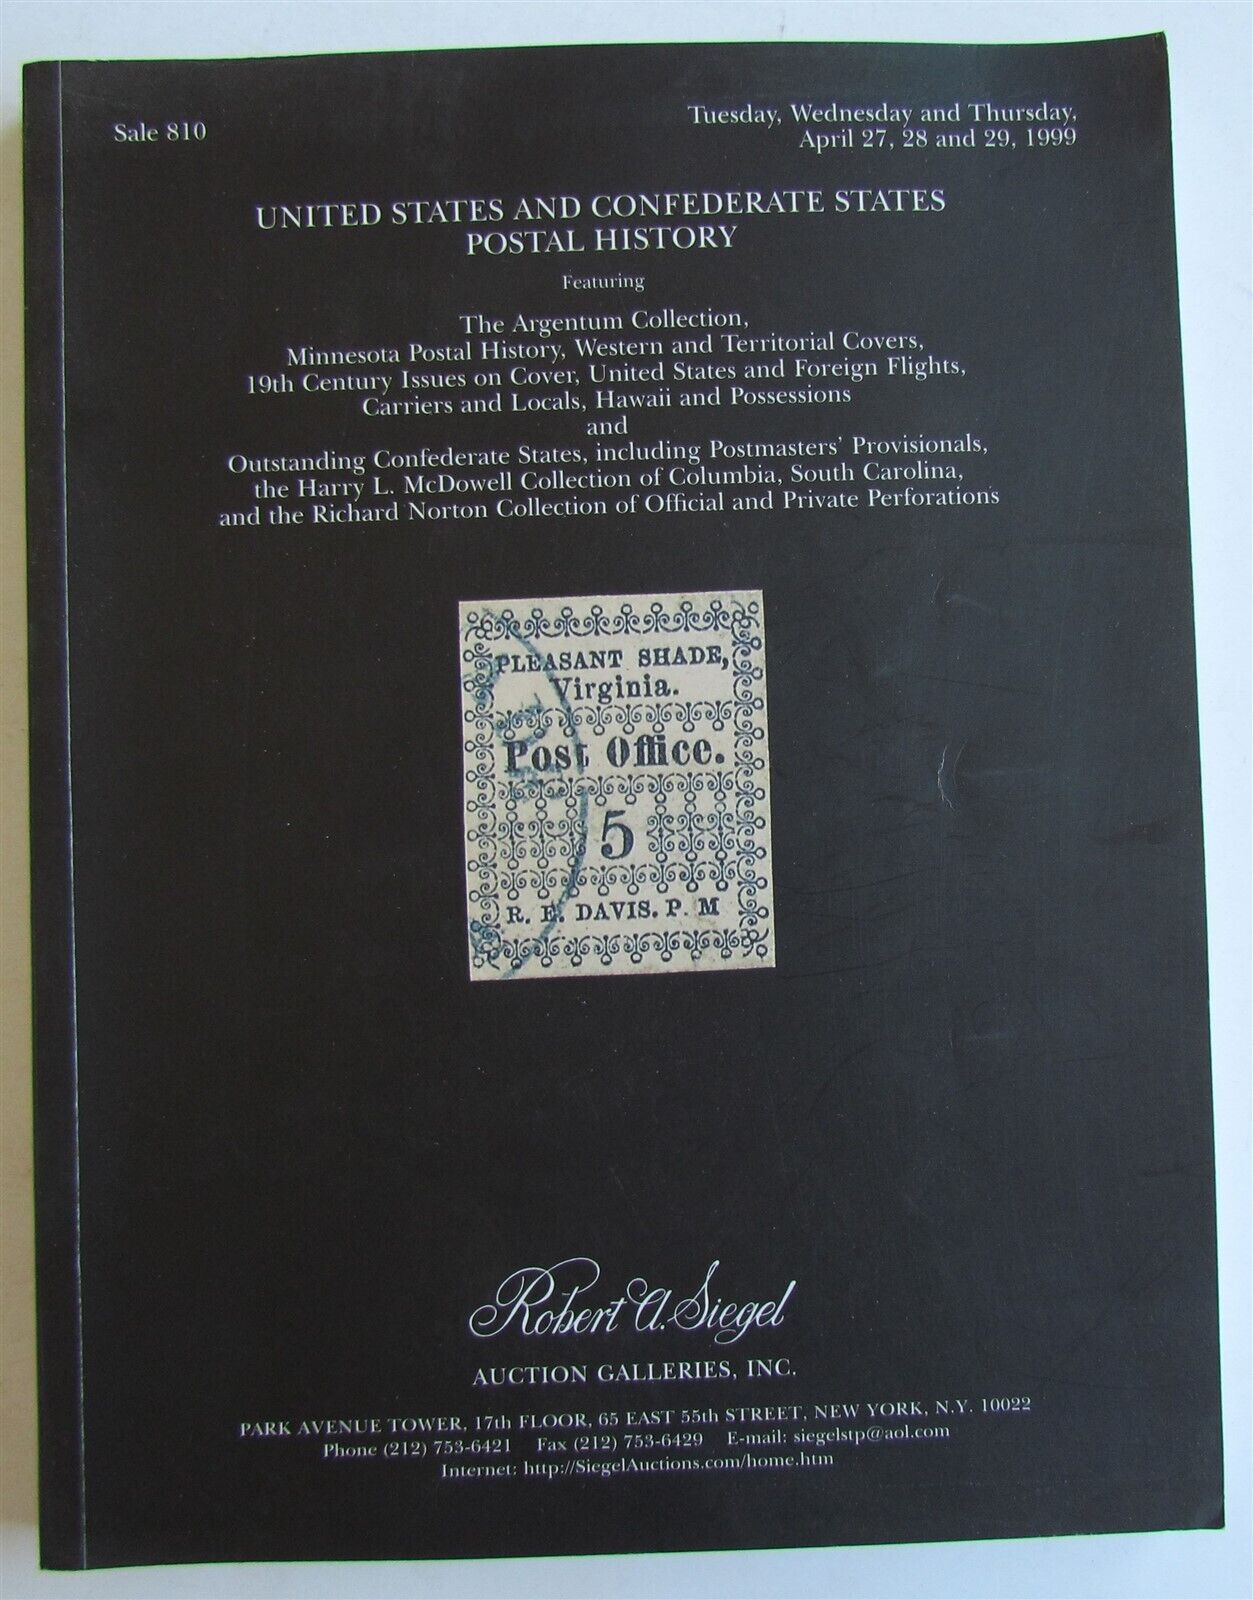 Sale 810
Tuesday, Wednesday and Thursday,
April 27, 28 and 29, 1999
UNITED STATES AND CONFEDERATE STATES
POSTAL HISTORY
Featuring
The Argentum Collection,
Minnesota Postal History, Western and Territorial Covers,
19th Century Issues on Cover, United States and Foreign Flights,
Carriers and Locals, Hawaii and Possessions
and
Outstanding Confederate States, including Postmasters' Provisionals,
the Harry L. McDowell Collection of Columbia, South Carolina,
and the Richard Norton Collection of Official and Private Perforations
PLEASANT SHADE,
Virginia.
Post Office.
5
R. E. DAVIS. P. M
Robert A. Siegel
AUCTION GALLERIES, INC.
PARK AVENUE TOWER, 17th FLOOR, 65 EAST 55th STREET, NEW YORK, N.Y. 10022
Phone (212) 753-6421 Fax (212) 753-6429 E-mail: siegelstp@aol.com
Internet: http://SiegelAuctions.com/home.htm